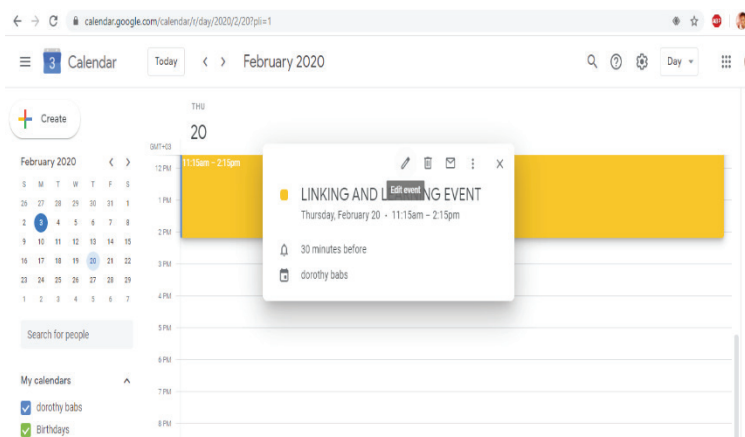 calendar.google.com/calendar/r/day/2020/2/20?pli=1
3 Calendar Today February 2020 Day
Create
THU
20
GMT+03
February 2020
S M T W T F S
26 27 28 29 30 31 1
2 3 4 5 6 7 8
9 10 11 12 13 14 15
16 17 18 19 20 21 22
23 24 25 26 27 28 29
1 2 3 4 5 6 7
Search for people
My calendars
dorothy babs
Birthdays
11:15am – 2:15pm
12 PM
1 PM
2 PM
3 PM
4 PM
5 PM
6 PM
7 PM
8 PM
Edit event
LINKING AND LEARNING EVENT
Thursday, February 20 • 11:15am – 2:15pm
30 minutes before
dorothy babs